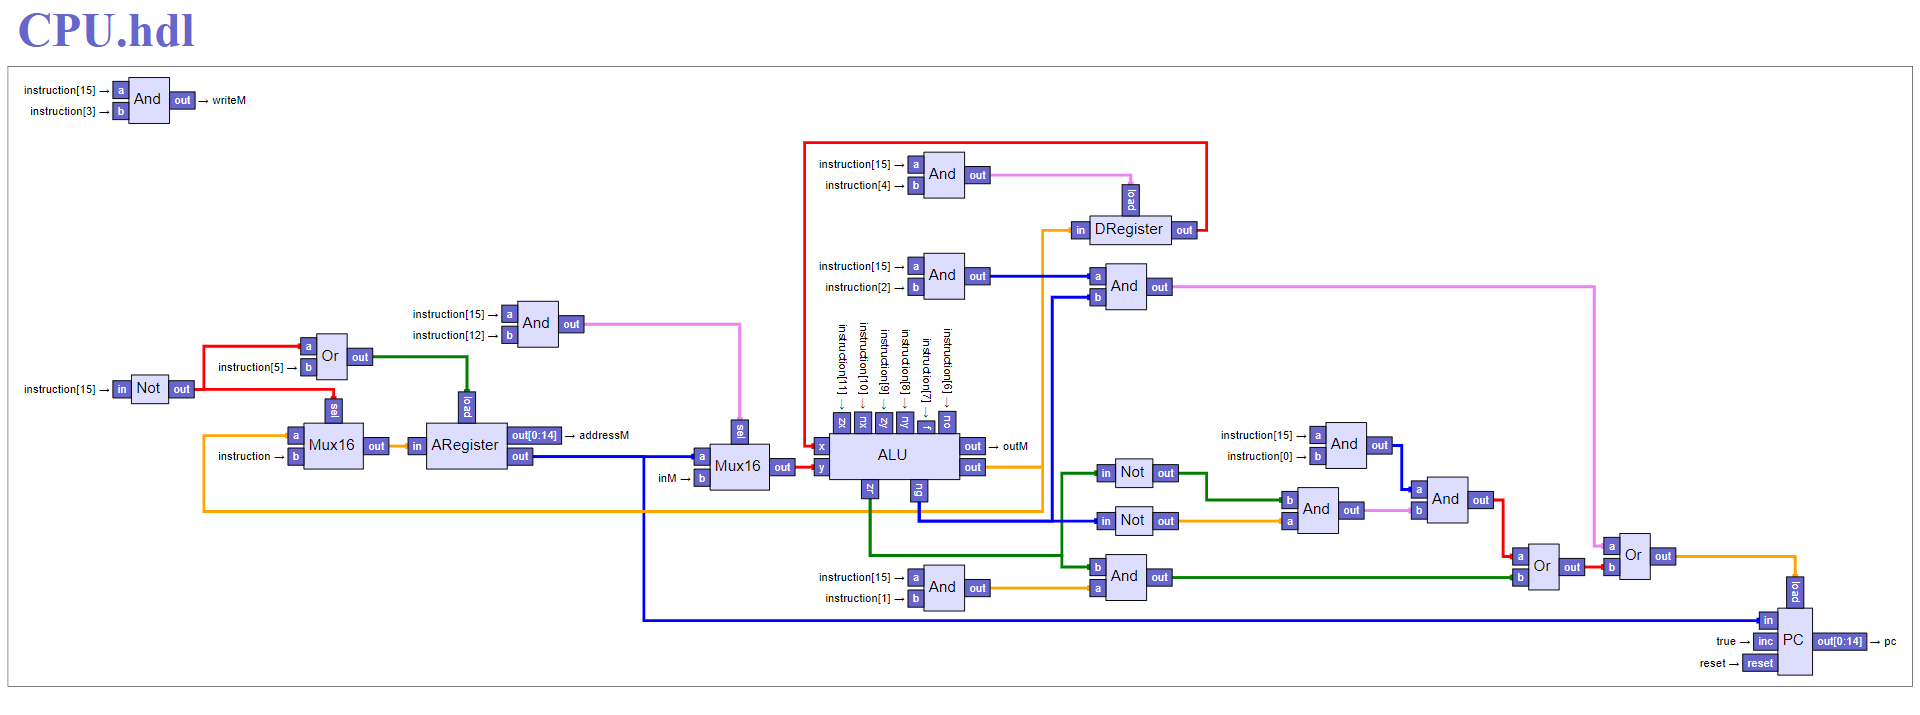 CPU.hdl
instruction[15] → a And out → writeM
instruction[3] → b
instruction[15] → a And out
instruction[4] → b
load
in DRegister out
instruction[15] → a And out
instruction[2] → b
a And out
b
instruction[15] → a And out
instruction[12] → b
a Or out
instruction[5] → b
instruction[15] → in Not out
sel
a Mux16 out
instruction → b
load
in ARegister out[0:14] → addressM
out
sel
a Mux16 out
inM → b
instruction[11] → zx
instruction[10] → nx
instruction[9] → zy
instruction[8] → ny
instruction[7] → f
instruction[6] → no
x ALU out → outM
y out
zr ng
instruction[15] → a And out
instruction[0] → b
in Not out
in Not out
b And out
a
a And out
b
instruction[15] → a And out
instruction[1] → b
b And out
a
a Or out
b
a Or out
b
load
in PC
true → inc out[0:14] → pc
reset → reset